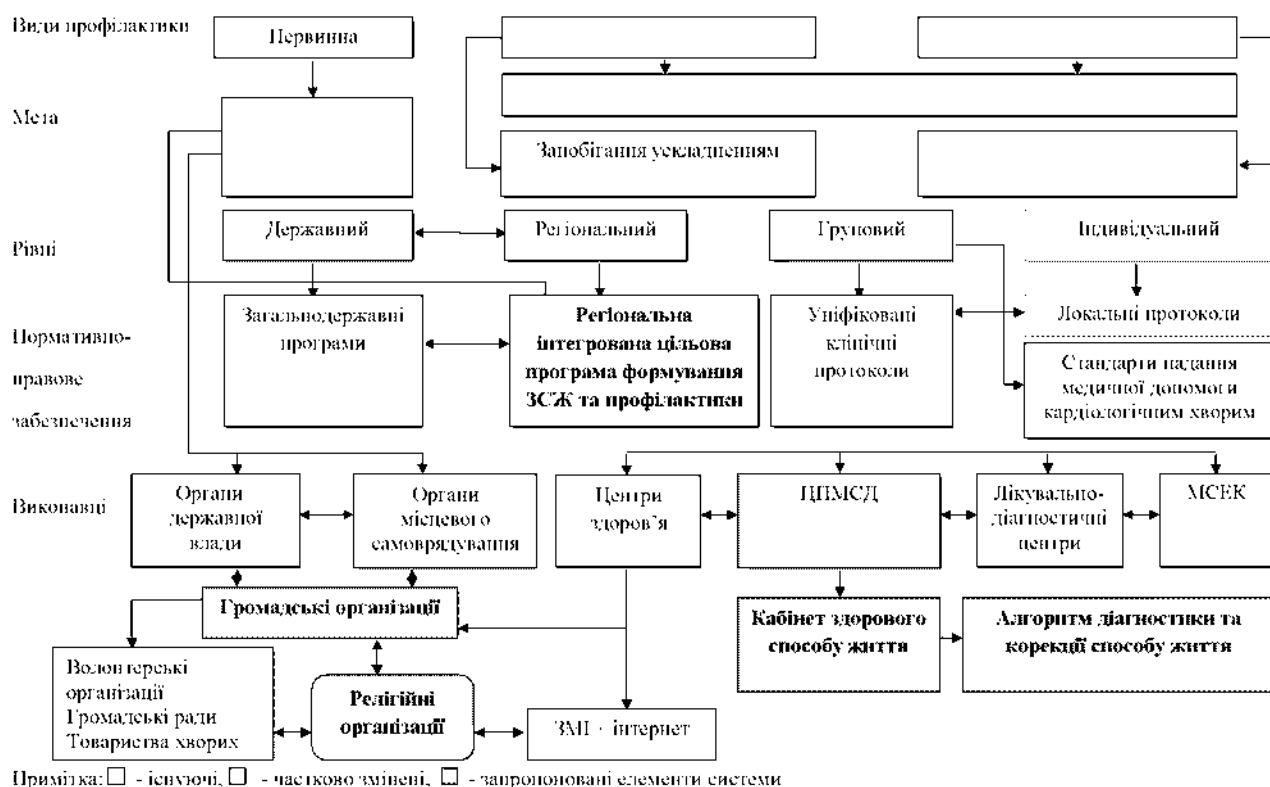 Види профілактики
Первинна
Мета
Запобігання ускладненням
Рівні
Державний
Регіональний
Груповий
Індивідуальний
Нормативно-
правове
забезпечення
Загальнодержавні
програми
Регіональна
інтегрована цільова
програма формування
ЗСЖ та профілактики
Уніфіковані
клінічні
протоколи
Локальні протоколи
Стандарти надання
медичної допомоги
кардіологічним хворим
Виконавці
Органи
державної
влади
Органи
місцевого
самоврядування
Центри
здоров’я
ЦПМСД
Лікувально-
діагностичні
центри
МСЕК
Громадські організації
Кабінет здорового
способу життя
Алгоритм діагностики та
корекції способу життя
Волонтерські
організації
Громадські ради
Товариства хворих
Релігійні
організації
ЗМІ · інтернет
Примітка: - існуючі, - частково змінені, - запропоновані елементи системи